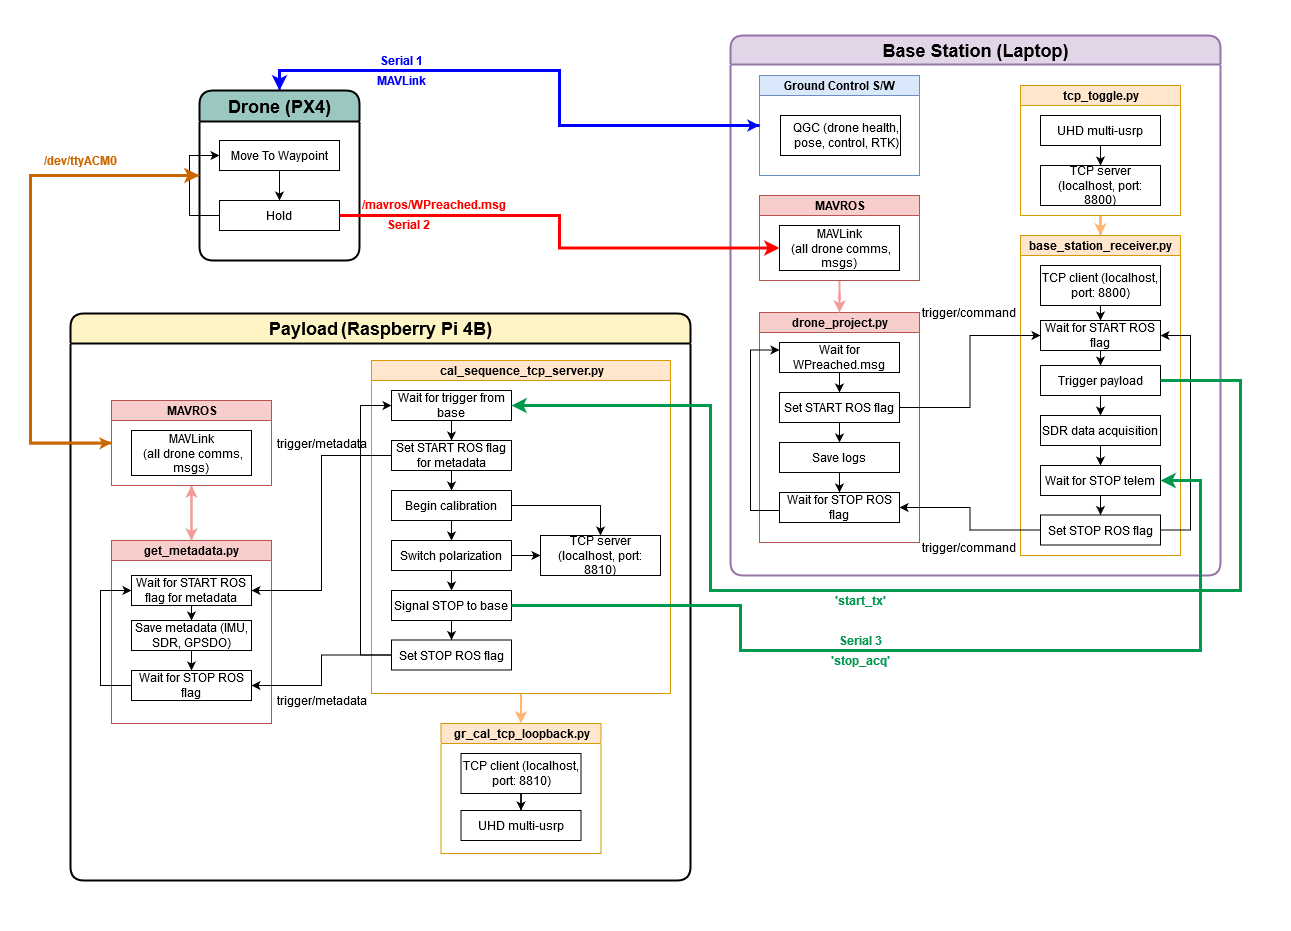 Serial 1
MAVLink
Drone (PX4)
Move To Waypoint
Hold
/dev/ttyACM0
/mavros/WPreached.msg
Serial 2
Base Station (Laptop)
Ground Control S/W
QGC (drone health,
pose, control, RTK)
MAVROS
MAVLink
(all drone comms,
msgs)
drone_project.py
Wait for
WPreached.msg
Set START ROS flag
Save logs
Wait for STOP ROS
flag
trigger/command
trigger/command
tcp_toggle.py
UHD multi-usrp
TCP server
(localhost, port:
8800)
base_station_receiver.py
TCP client (localhost,
port: 8800)
Wait for START ROS
flag
Trigger payload
SDR data acquisition
Wait for STOP telem
Set STOP ROS flag
Payload (Raspberry Pi 4B)
MAVROS
MAVLink
(all drone comms,
msgs)
get_metadata.py
Wait for START ROS
flag for metadata
Save metadata (IMU,
SDR, GPSDO)
Wait for STOP ROS
flag
trigger/metadata
trigger/metadata
cal_sequence_tcp_server.py
Wait for trigger from
base
Set START ROS flag
for metadata
Begin calibration
Switch polarization
Signal STOP to base
Set STOP ROS flag
TCP server
(localhost, port:
8810)
gr_cal_tcp_loopback.py
TCP client (localhost,
port: 8810)
UHD multi-usrp
'start_tx'
Serial 3
'stop_acq'